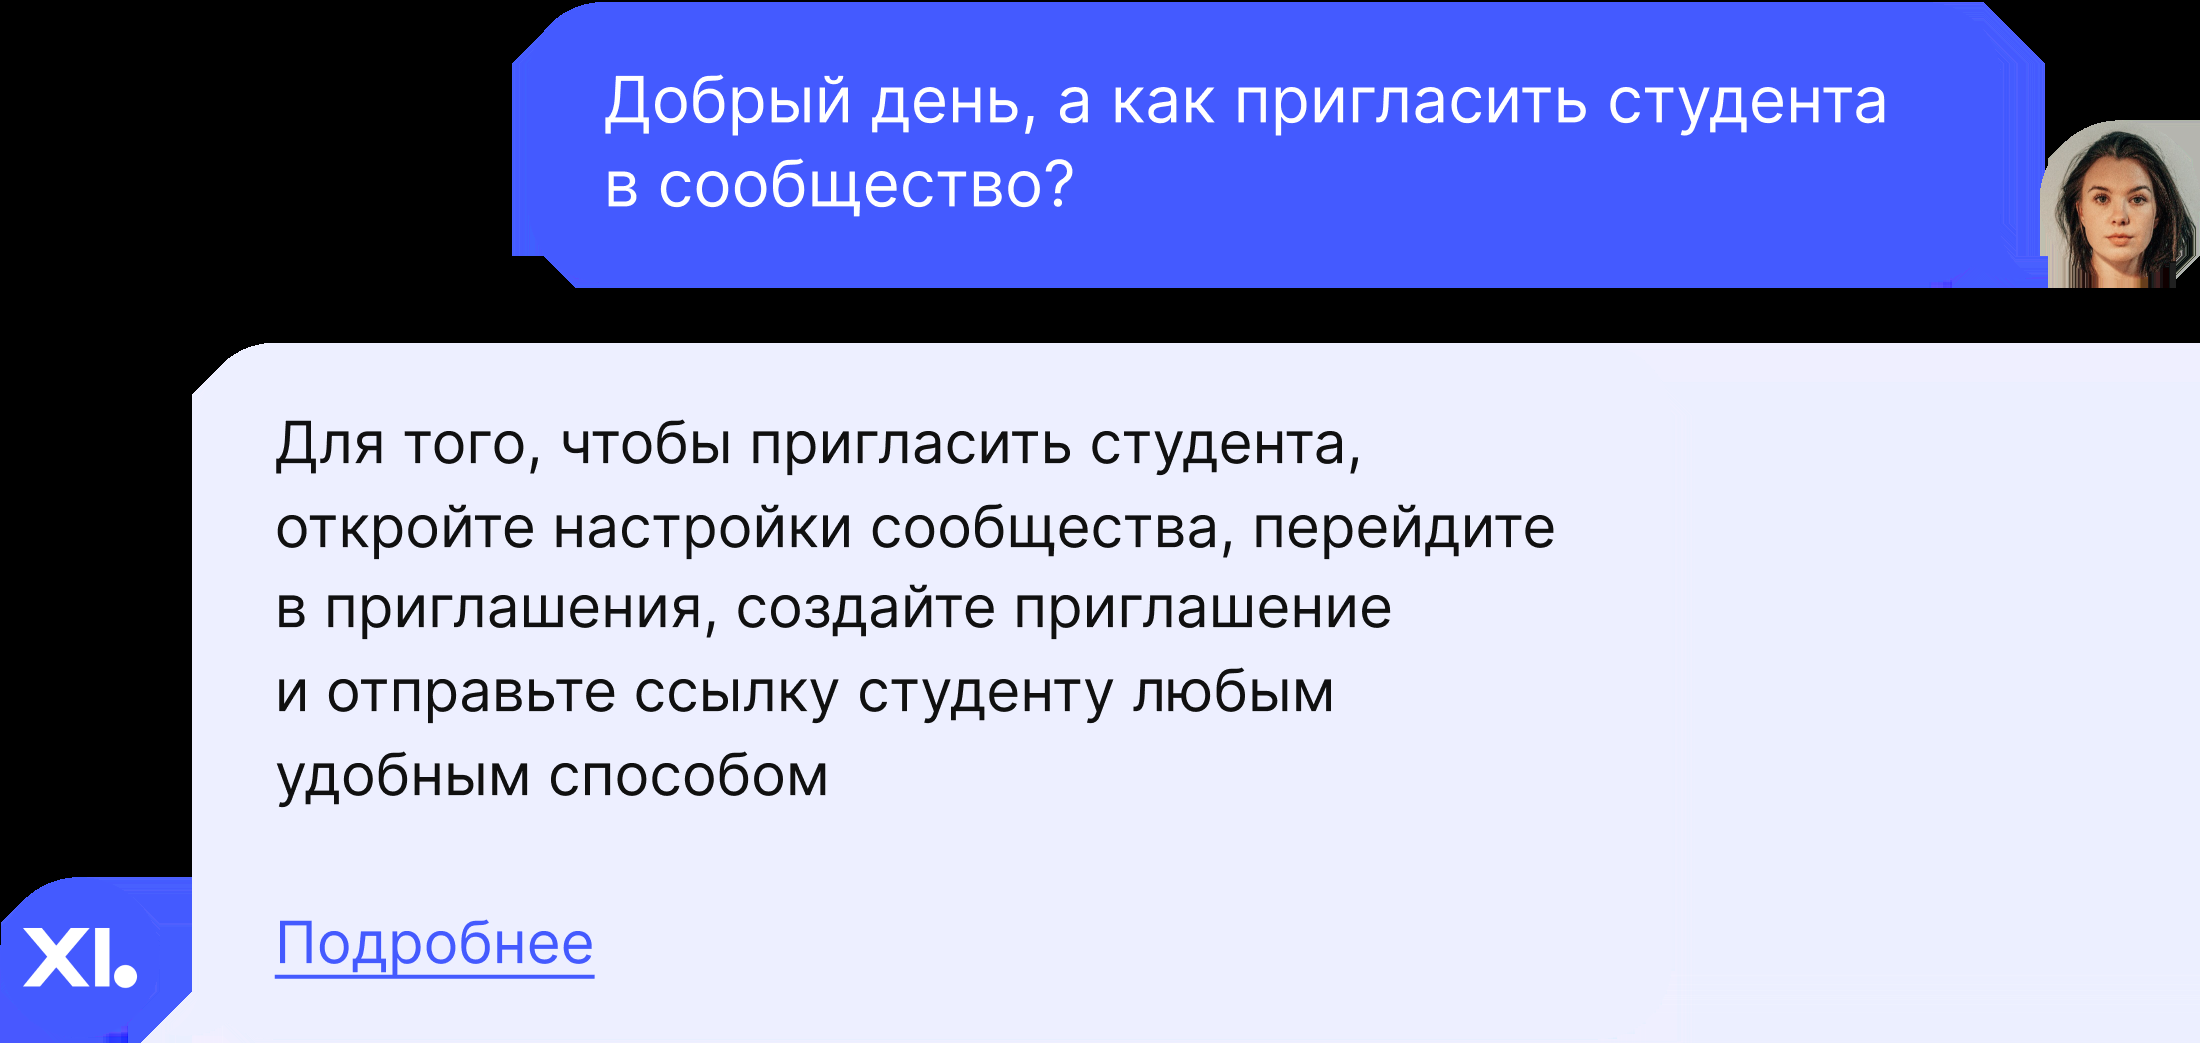 Добрый день, а как пригласить студента
в сообщество?
Для того, чтобы пригласить студента,
откройте настройки сообщества, перейдите
в приглашения, создайте приглашение
и отправьте ссылку студенту любым
удобным способом
Подробнее
XI.